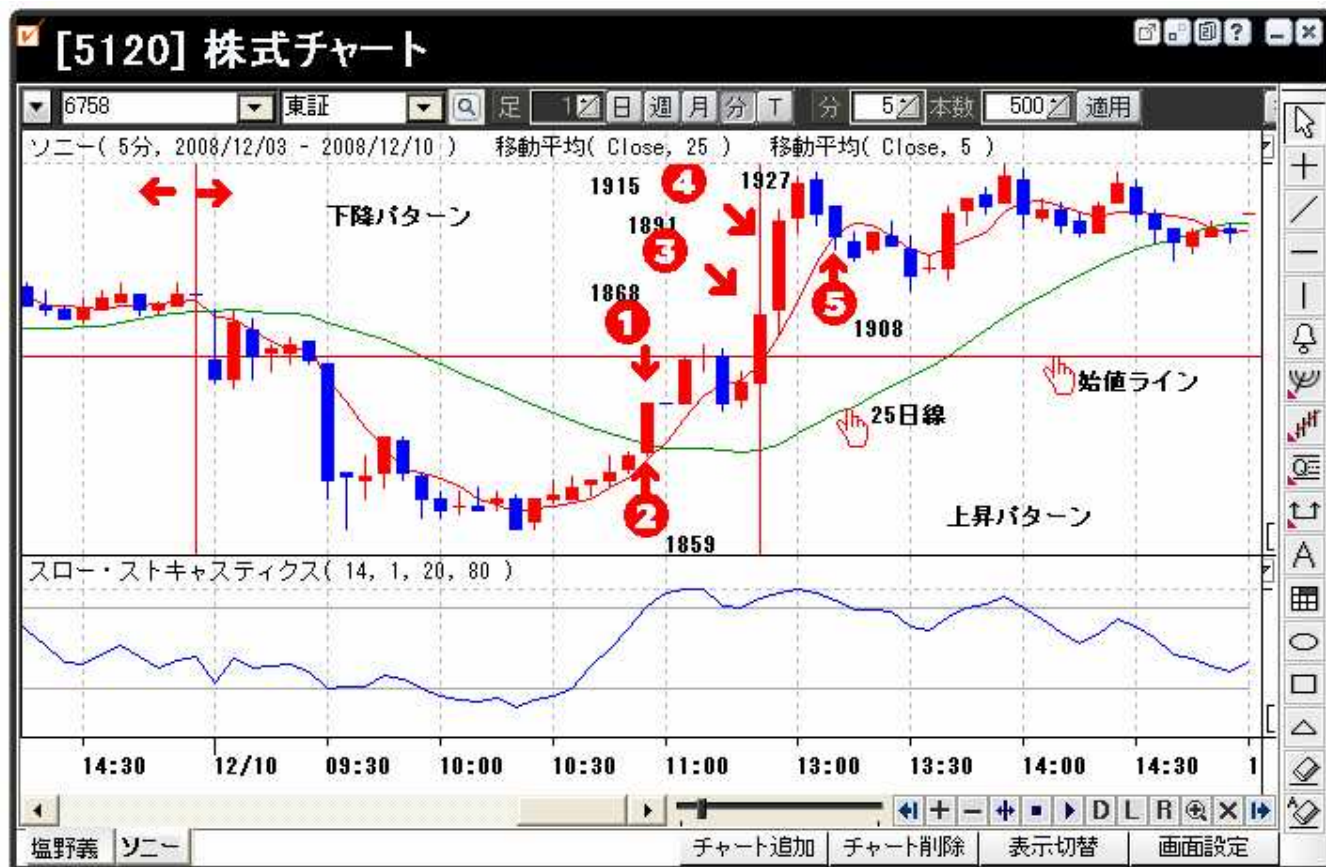 [5120] 株式チャート
6758 東証 足 1 日 週 月 分 T 分 5 本数 500 適用
ソニー( 5分, 2008/12/03 - 2008/12/10 ) 移動平均( Close, 25 ) 移動平均( Close, 5 )
1915 4 1927
下降パターン
1891
3
1868
1
5
1908
始値ライン
25日線
2
上昇パターン
1859
スロー・ストキャスティクス( 14, 1, 20, 80 )
14:30 12/10 09:30 10:00 10:30 11:00 13:00 13:30 14:00 14:30 1
D L R
塩野義 ソニー チャート追加 チャート削除 表示切替 画面設定